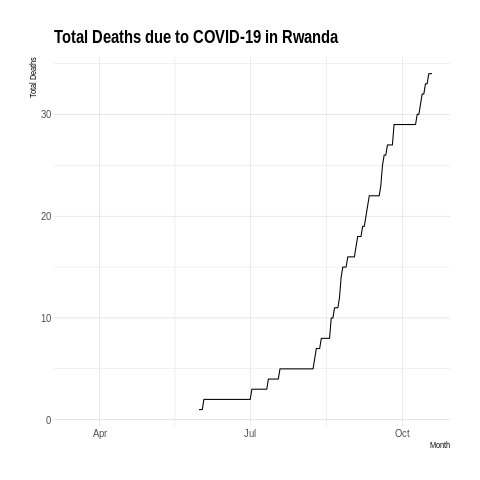 Total Deaths due to COVID-19 in Rwanda
Total Deaths
30
20
10
0
Apr Jul Oct
Month